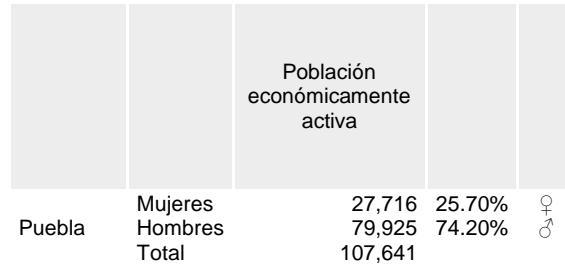 Población
económicamente
activa
Mujeres 27,716 25.70% ♀
Puebla Hombres 79,925 74.20% ♂
Total 107,641